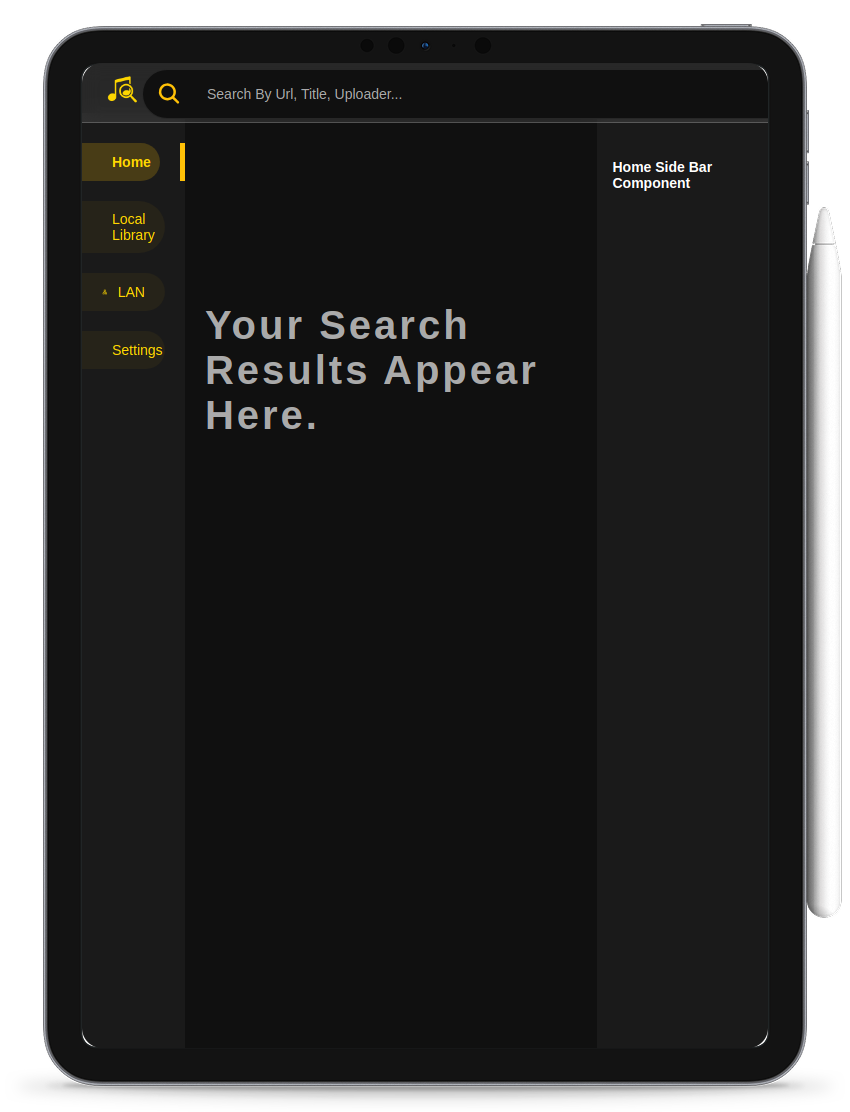 Search By Url, Title, Uploader...
Home
Local
Library
LAN
Settings
Your Search
Results Appear
Here.
Home Side Bar
Component